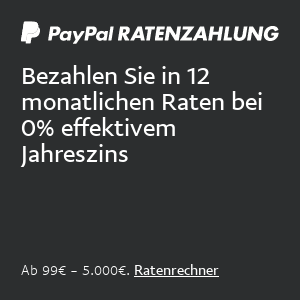 PayPal RATENZAHLUNG
Bezahlen Sie in 12
monatlichen Raten bei
0% effektivem
Jahreszins
Ab 99€ – 5.000€. Ratenrechner